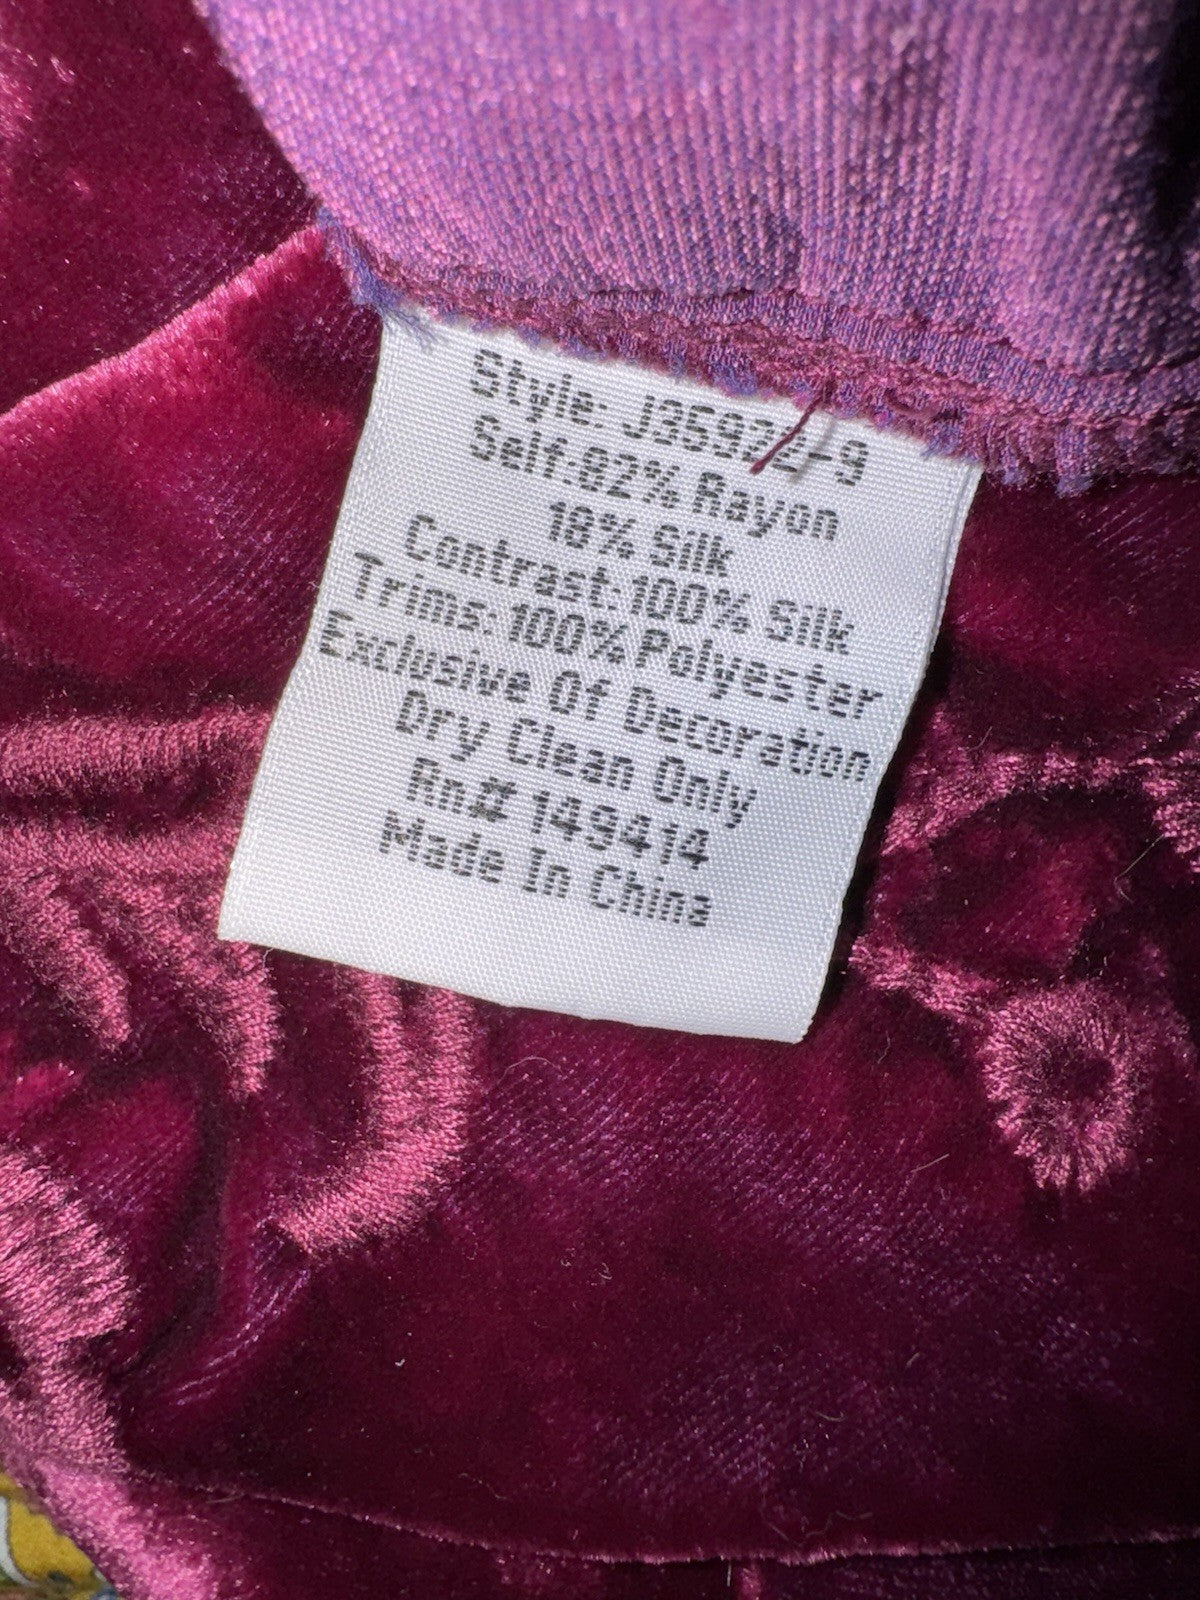 Style: J35922-9
Self:82% Rayon
18% Silk
Contrast:100% Silk
Trims:100% Polyester
Exclusive Of Decoration
Dry Clean Only
Rn# 149414
Made In China